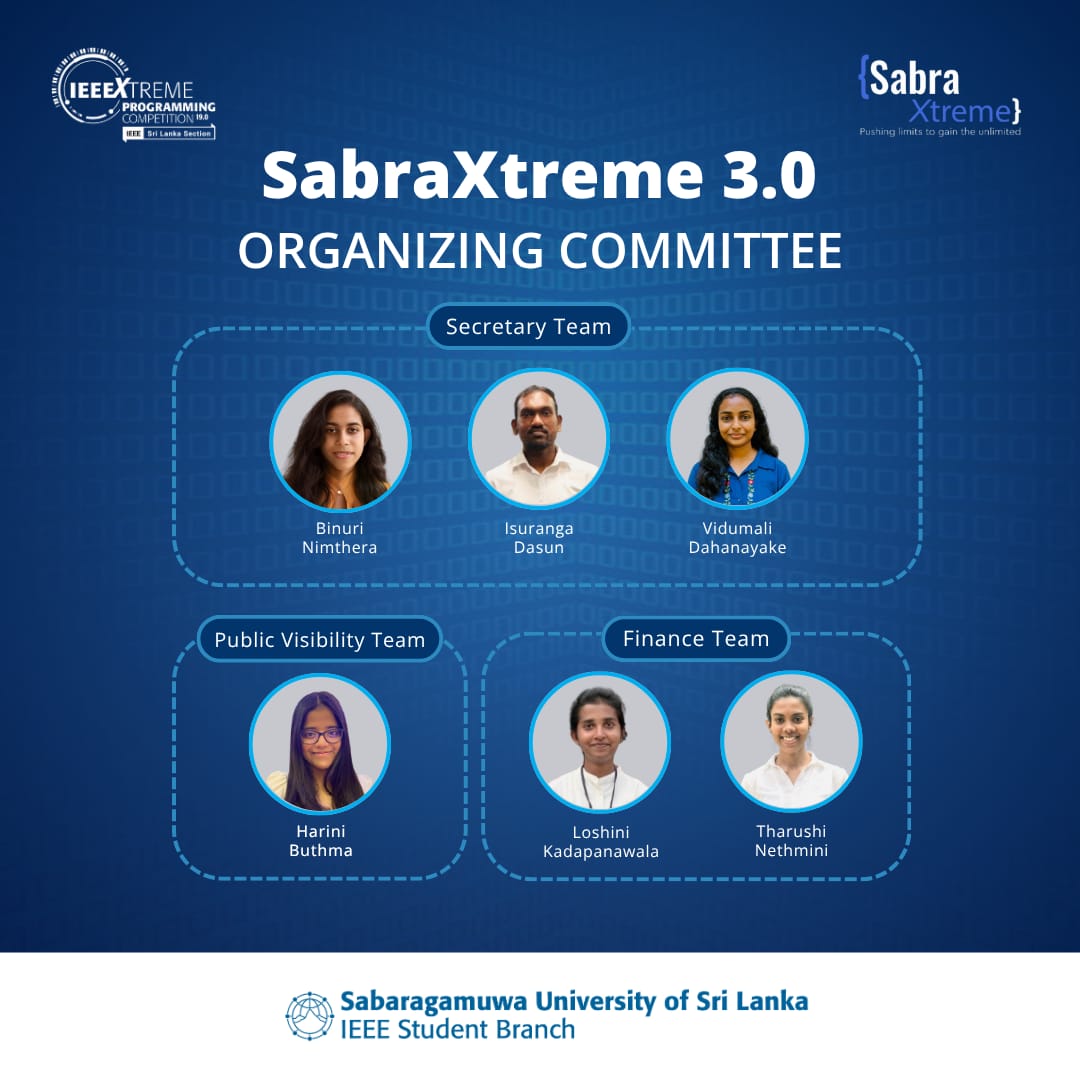 IEEEXTREME
PROGRAMMING
COMPETITION 19.0
IEEE Sri Lanka Section
{Sabra
Xtreme}
Pushing limits to gain the unlimited
SabraXtreme 3.0
ORGANIZING COMMITTEE
Secretary Team
Binuri
Nimthera
Isuranga
Dasun
Vidumali
Dahanayake
Public Visibility Team
Harini
Buthma
Finance Team
Loshini
Kadapanawala
Tharushi
Nethmini
Sabaragamuwa University of Sri Lanka
IEEE Student Branch